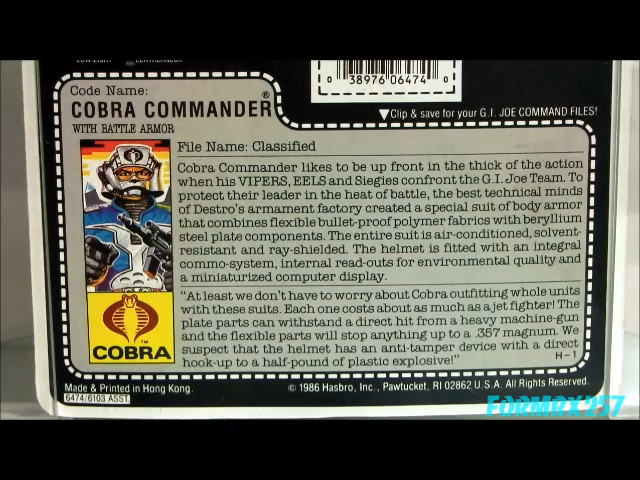 0 38976 06474 0
▼Clip & save for your G.I. JOE COMMAND FILES!
Code Name:
COBRA COMMANDER®
WITH BATTLE ARMOR
File Name: Classified
Cobra Commander likes to be up front in the thick of the action
when his VIPERS, EELS and Siegies confront the G.I. Joe Team. To
protect their leader in the heat of battle, the best technical minds
of Destro's armament factory created a special suit of body armor
that combines flexible bullet-proof polymer fabrics with beryllium
steel plate components. The entire suit is air-conditioned, solvent-
resistant and ray-shielded. The helmet is fitted with an integral
commo-system, internal read-outs for environmental quality and
a miniaturized computer display.
"At least we don't have to worry about Cobra outfitting whole units
with these suits. Each one costs about as much as a jet fighter! The
plate parts can withstand a direct hit from a heavy machine-gun
and the flexible parts will stop anything up to a .357 magnum. We
suspect that the helmet has an anti-tamper device with a direct
hook-up to a half-pound of plastic explosive!"
H-1
™
COBRA
Made & Printed in Hong Kong.
© 1986 Hasbro, Inc., Pawtucket, RI 02862 U.S.A. All Rights Reserved.
6474/6103 ASST.
FORMBX257